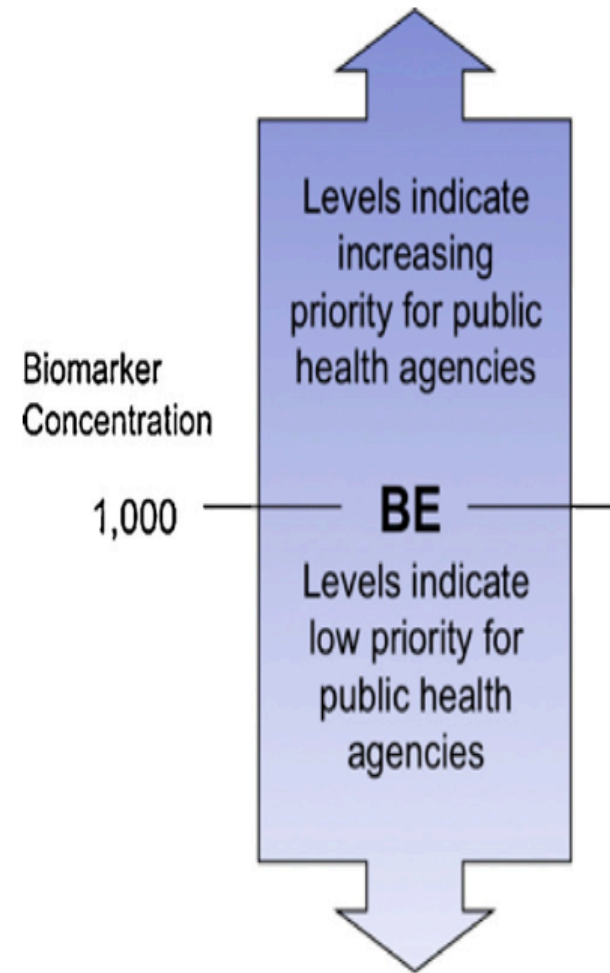 Levels indicate
increasing
priority for public
health agencies
Biomarker
Concentration
1,000
BE
Levels indicate
low priority for
public health
agencies